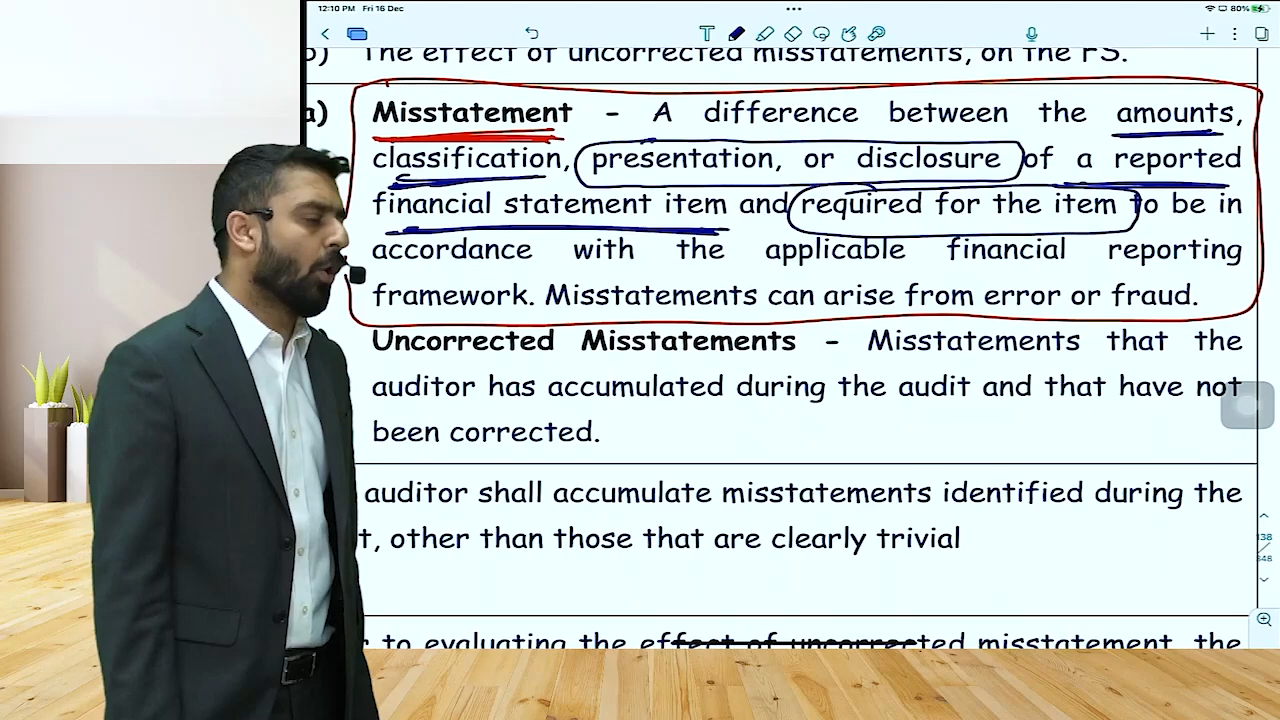 12:10 PM Fri 16 Dec
80%
The effect of uncorrected misstatements, on the FS.
a) Misstatement - A difference between the amounts,
classification, presentation, or disclosure of a reported
financial statement item and required for the item to be in
accordance with the applicable financial reporting
framework. Misstatements can arise from error or fraud.
Uncorrected Misstatements - Misstatements that the
auditor has accumulated during the audit and that have not
been corrected.
auditor shall accumulate misstatements identified during the
t, other than those that are clearly trivial
to evaluating the effect of uncorrected misstatement, the